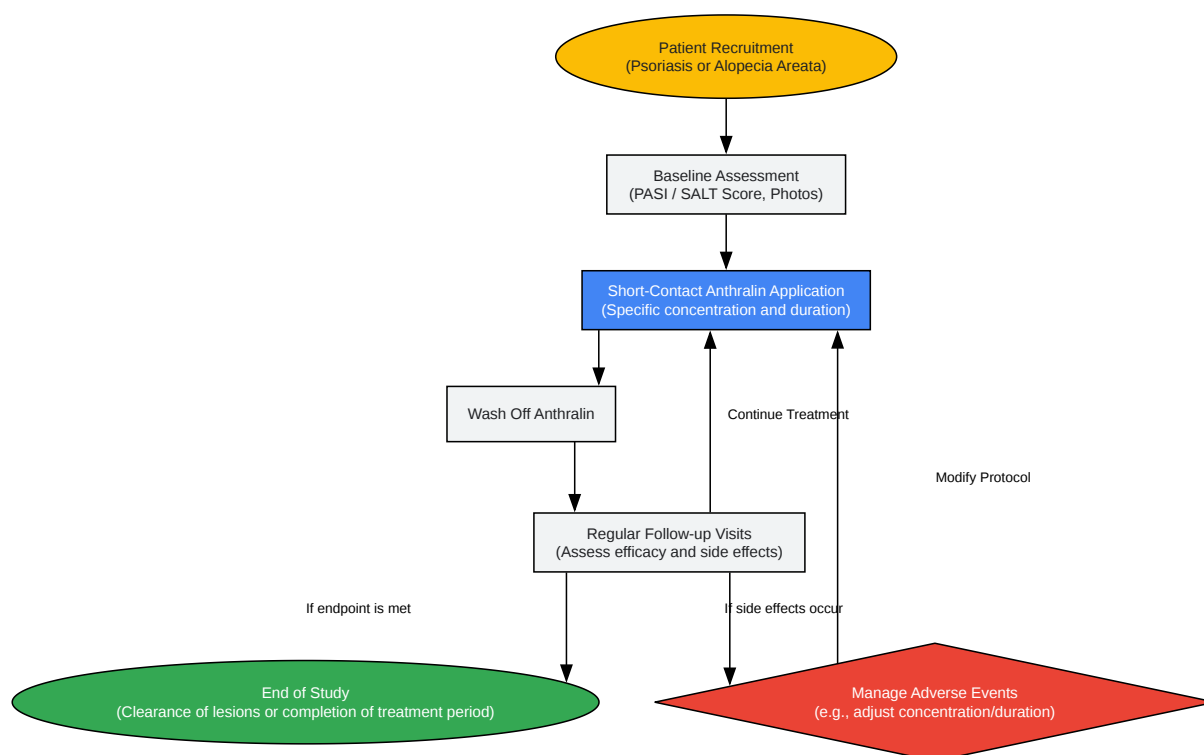 Patient Recruitment
(Psoriasis or Alopecia Areata)
Baseline Assessment
(PASI / SALT Score, Photos)
Short-Contact Anthralin Application
(Specific concentration and duration)
Wash Off Anthralin
Continue Treatment
Modify Protocol
Regular Follow-up Visits
(Assess efficacy and side effects)
If endpoint is met
If side effects occur
End of Study
(Clearance of lesions or completion of treatment period)
Manage Adverse Events
(e.g., adjust concentration/duration)